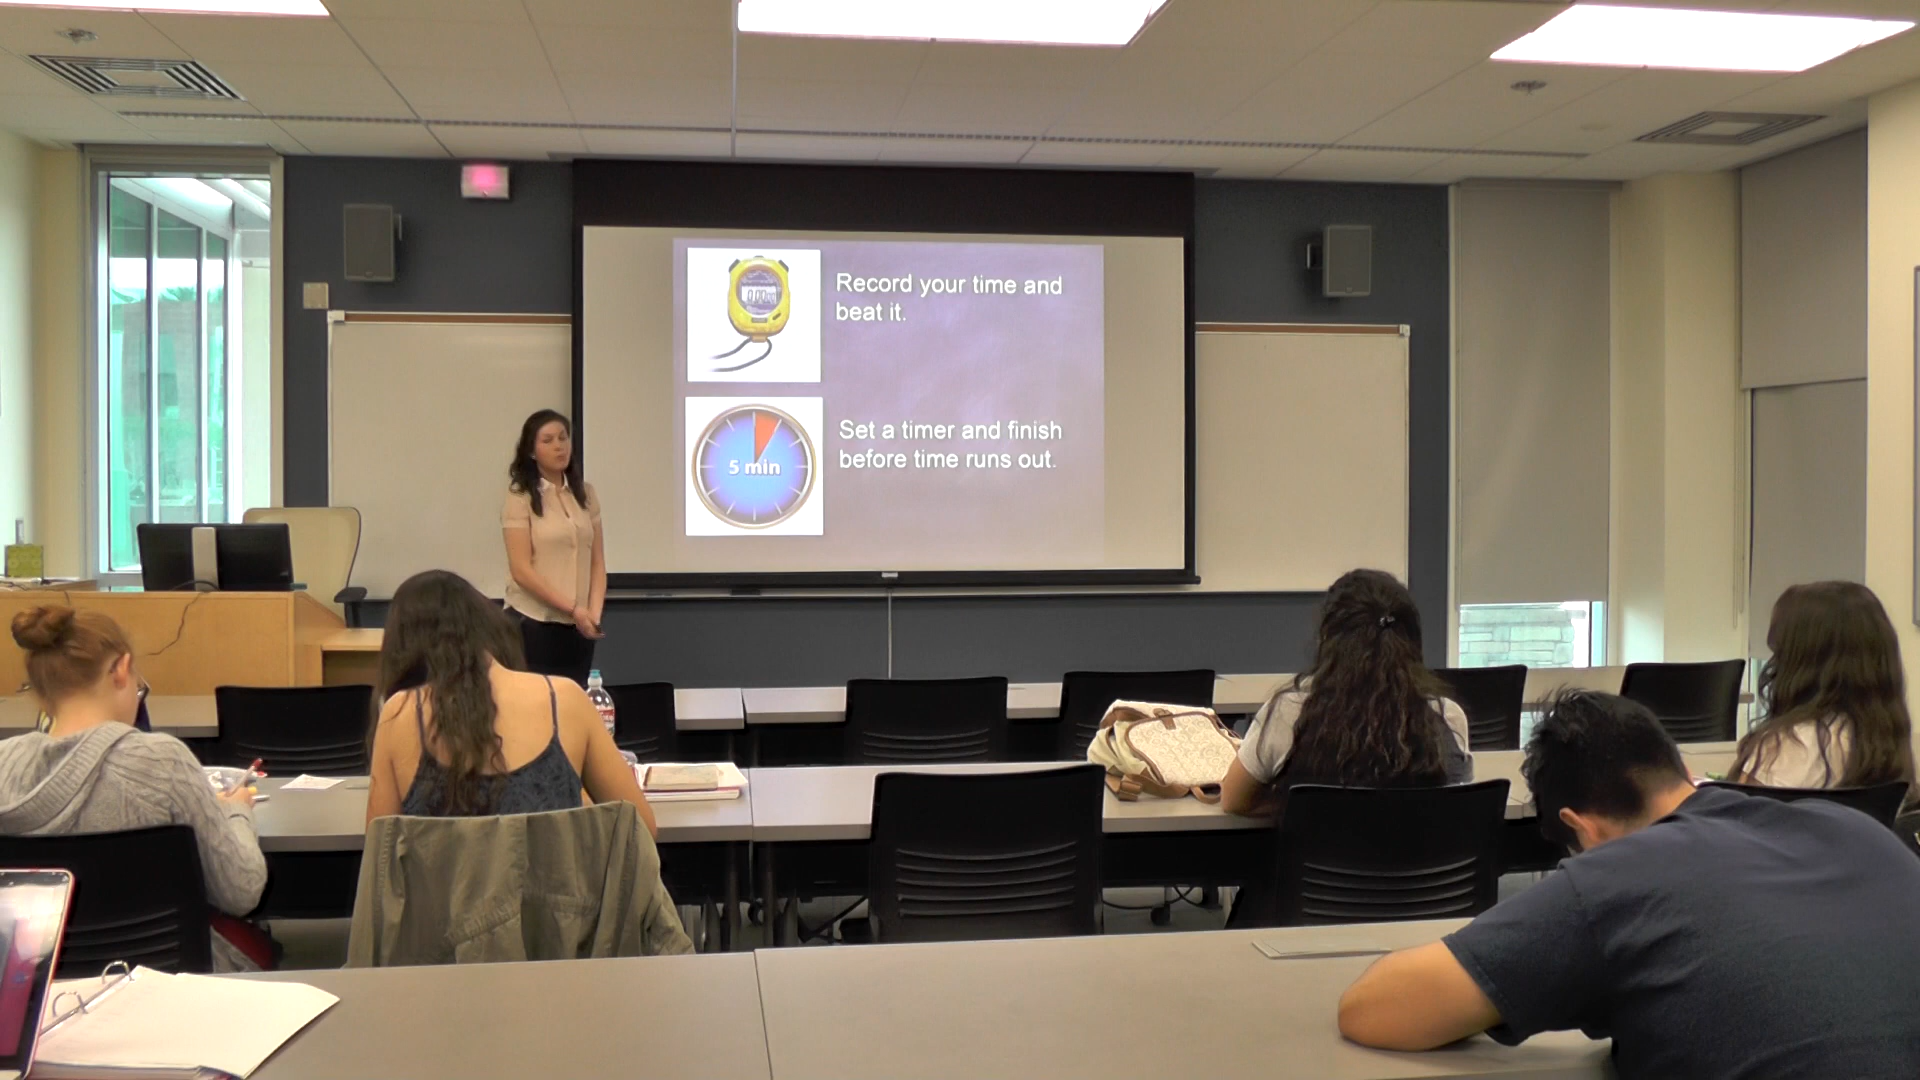 Record your time and
beat it.
5 min
Set a timer and finish
before time runs out.